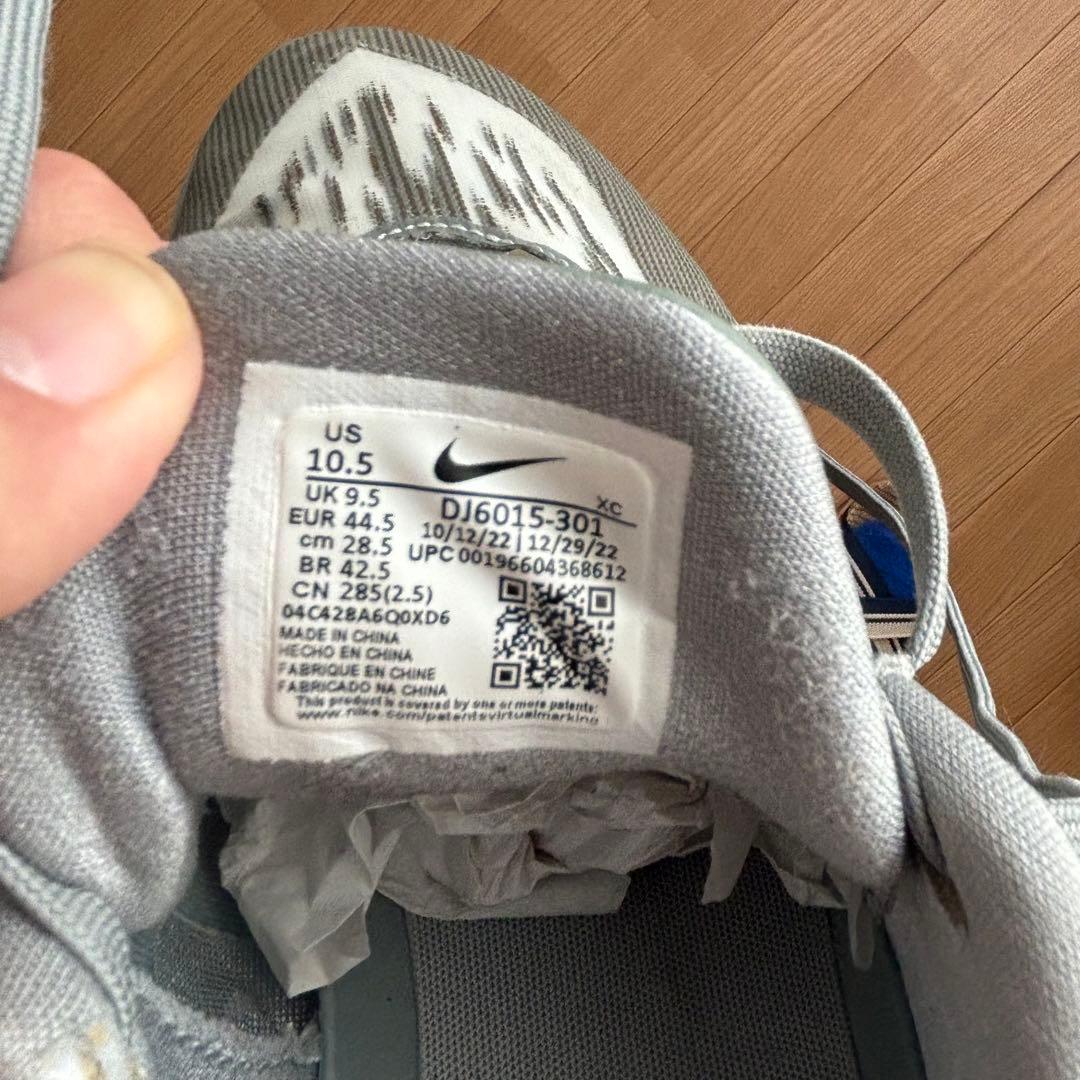 US
10.5
XC
UK 9.5
DJ6015-301
EUR 44.5
10/12/22 | 12/29/22
cm 28.5
UPC 00196604368612
BR 42.5
CN 285(2.5)
04C428A6Q0XD6
MADE IN CHINA
HECHO EN CHINA
FABRIQUE EN CHINE
FABRICADO NA CHINA
This product is covered by one or more patents:
www.nike.com/patentsvirtualmarking